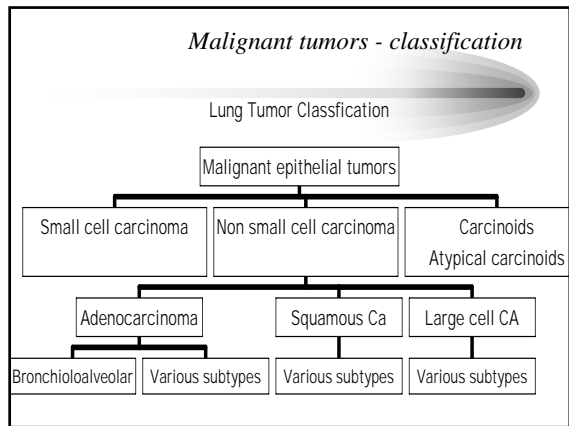 Malignant tumors - classification
Lung Tumor Classfication
Malignant epithelial tumors
Small cell carcinoma
Non small cell carcinoma
Carcinoids
Atypical carcinoids
Adenocarcinoma
Squamous Ca
Large cell CA
Bronchioloalveolar
Various subtypes
Various subtypes
Various subtypes